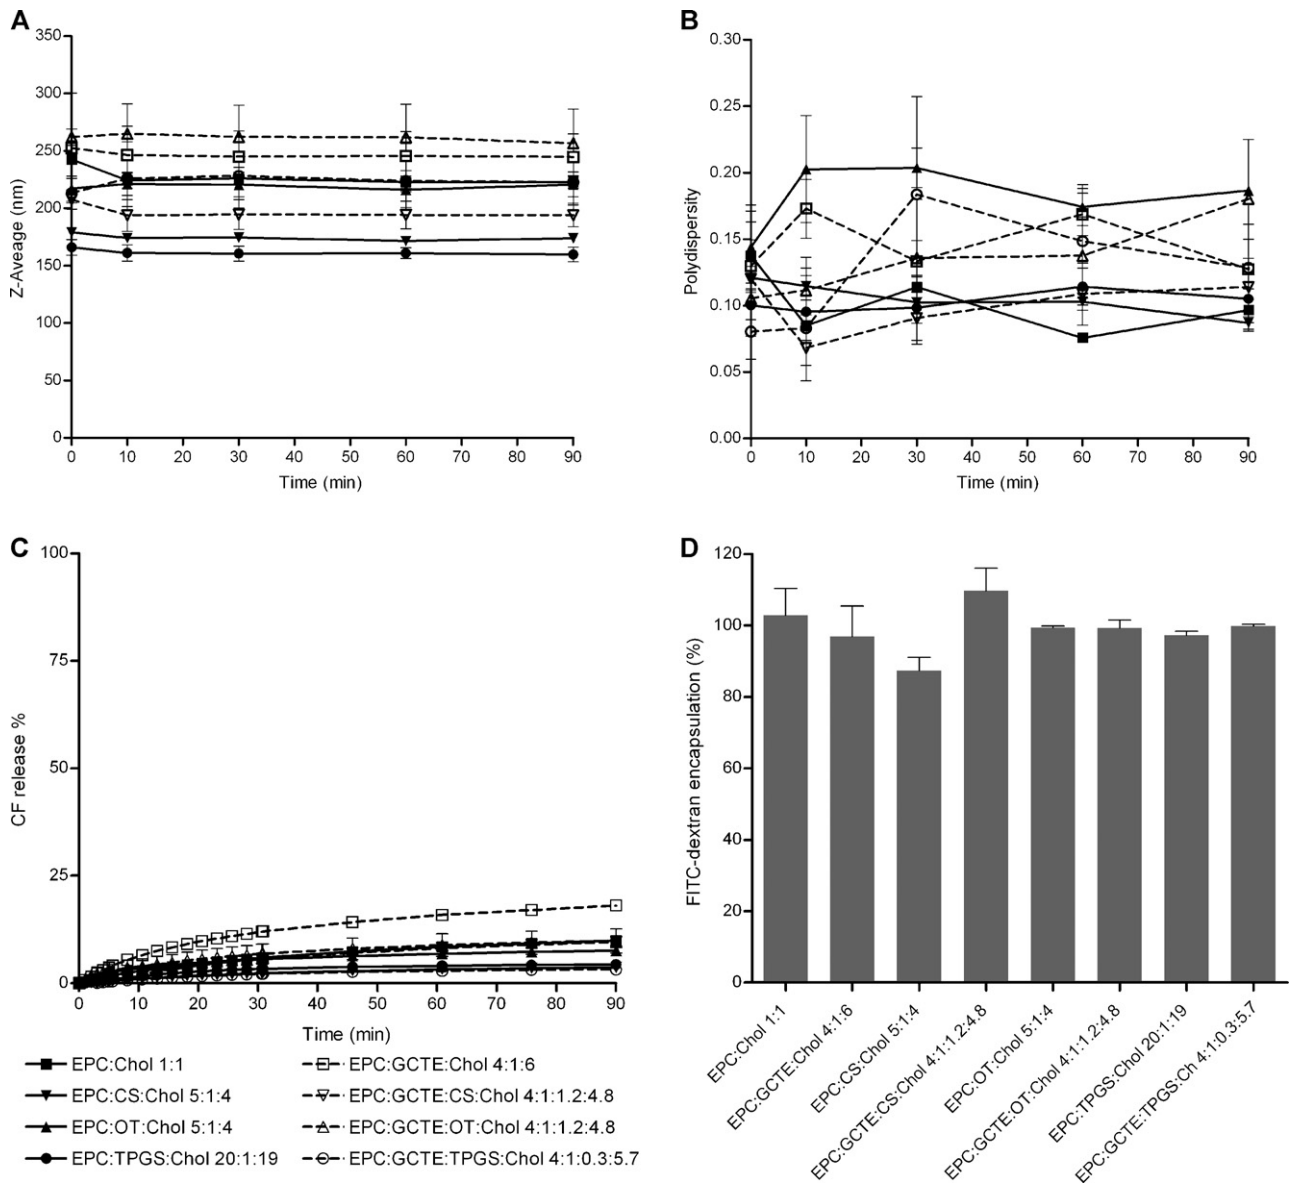 A
350
300
250
200
150
100
50
0
Z-Aveage (nm)
0 10 20 30 40 50 60 70 80 90
Time (min)
B
0.30
0.25
0.20
0.15
0.10
0.05
0.00
Polydispersity
0 10 20 30 40 50 60 70 80 90
Time (min)
C
100
75
50
25
0
CF release %
0 10 20 30 40 50 60 70 80 90
Time (min)
EPC:Chol 1:1
EPC:CS:Chol 5:1:4
EPC:OT:Chol 5:1:4
EPC:TPGS:Chol 20:1:19
EPC:GCTE:Chol 4:1:6
EPC:GCTE:CS:Chol 4:1:1.2:4.8
EPC:GCTE:OT:Chol 4:1:1.2:4.8
EPC:GCTE:TPGS:Chol 4:1:0.3:5.7
D
120
100
80
60
40
20
0
FITC-dextran encapsulation (%)
EPC:Chol 1:1
EPC:GCTE:Chol 4:1:6
EPC:CS:Chol 5:1:4
EPC:GCTE:CS:Chol 4:1:1.2:4.8
EPC:OT:Chol 5:1:4
EPC:GCTE:OT:Chol 4:1:1.2:4.8
EPC:TPGS:Chol 20:1:19
EPC:GCTE:TPGS:Ch 4:1:0.3:5.7